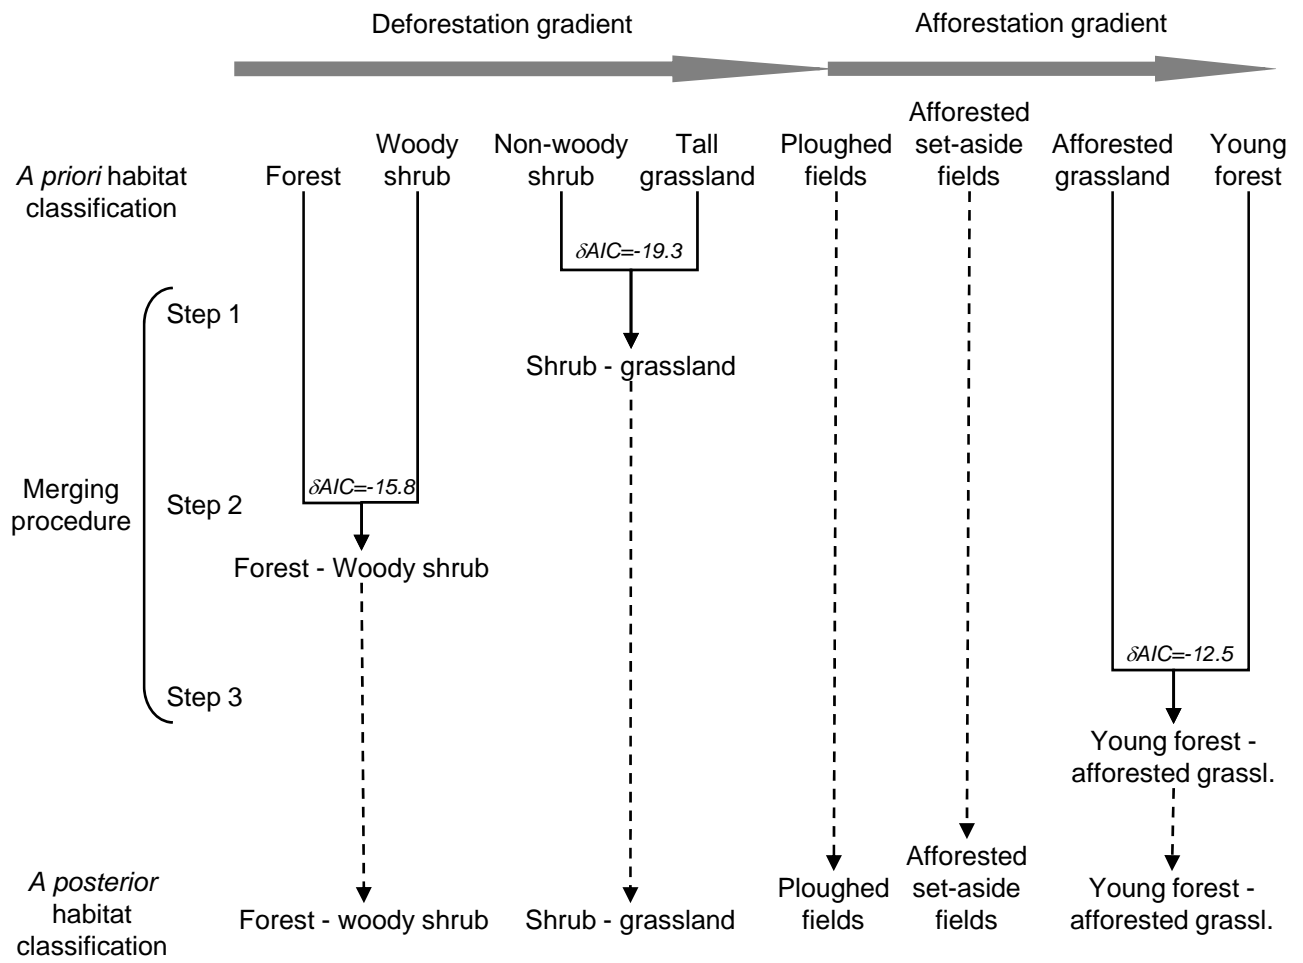 Deforestation gradient
Afforestation gradient
A priori habitat
classification
Forest
Woody
shrub
Non-woody
shrub
Tall
grassland
Ploughed
fields
Afforested
set-aside
fields
Afforested
grassland
Young
forest
δAIC=-19.3
Merging
procedure
Step 1
Shrub - grassland
δAIC=-15.8
Step 2
Forest - Woody shrub
δAIC=-12.5
Step 3
Young forest -
afforested grassl.
A posterior
habitat
classification
Forest - woody shrub
Shrub - grassland
Ploughed
fields
Afforested
set-aside
fields
Young forest -
afforested grassl.